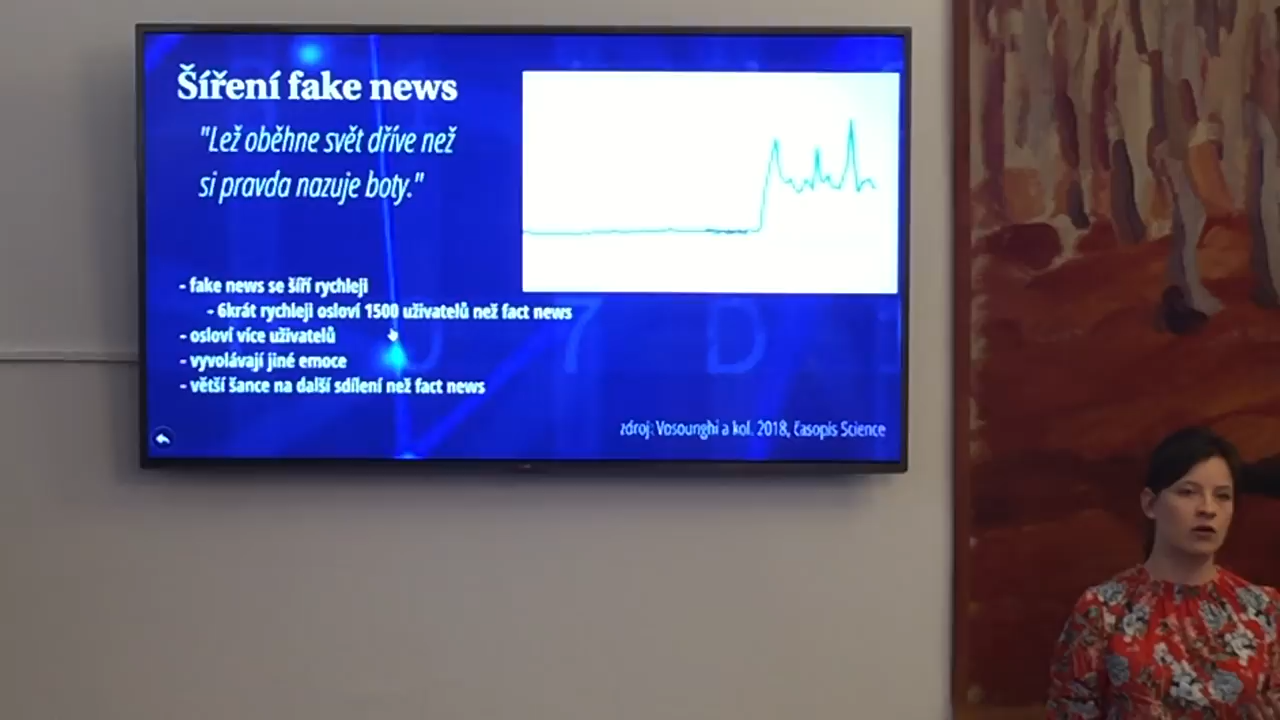 Šíření fake news
"Lež oběhne svět dříve než
si pravda nazuje boty."
- fake news se šíří rychleji
- 6krát rychleji osloví 1500 uživatelů než fact news
- osloví více uživatelů
- vyvolávají jiné emoce
- větší šance na další sdílení než fact news
zdroj: Vosounghi a kol. 2018, časopis Science